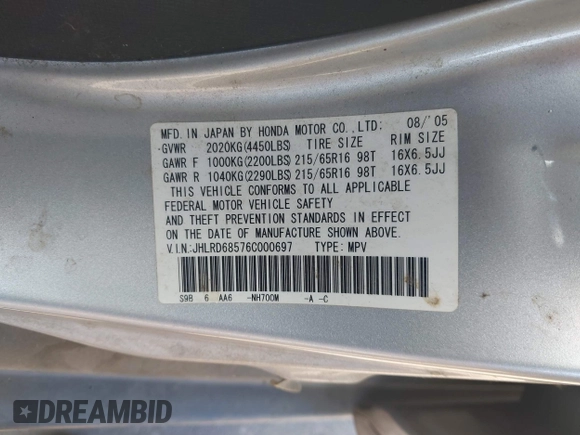 MFD. IN JAPAN BY HONDA MOTOR CO., LTD: 08/'05
GVWR 2020KG(4450LBS) TIRE SIZE RIM SIZE
GAWR F 1000KG(2200LBS) 215/65R16 98T 16X6.5JJ
GAWR R 1040KG(2290LBS) 215/65R16 98T 16X6.5JJ
THIS VEHICLE CONFORMS TO ALL APPLICABLE
FEDERAL MOTOR VEHICLE SAFETY
AND THEFT PREVENTION STANDARDS IN EFFECT
ON THE DATE OF MANUFACTURE SHOWN ABOVE.
V.I.N:JHLRD68576C000697 TYPE: MPV
S9B 6 AA6 -NH700M -A -C
DREAMBID